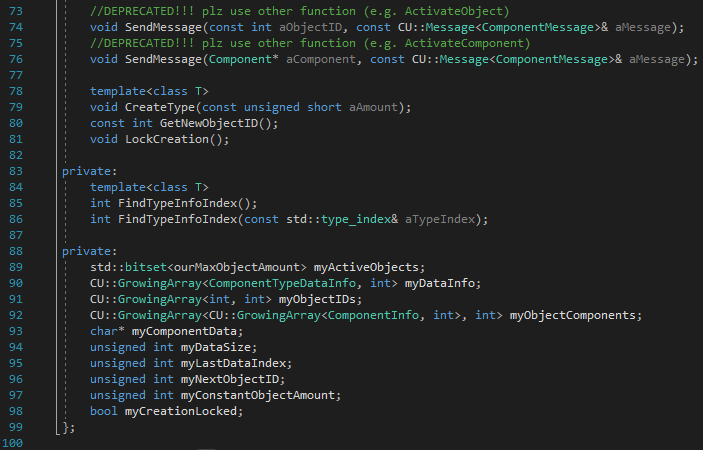 73 //DEPRECATED!!! plz use other function (e.g. ActivateObject)
74 void SendMessage(const int aObjectID, const CU::Message<ComponentMessage>& aMessage);
75 //DEPRECATED!!! plz use other function (e.g. ActivateComponent)
76 void SendMessage(Component* aComponent, const CU::Message<ComponentMessage>& aMessage);
77
78 template<class T>
79 void CreateType(const unsigned short aAmount);
80 const int GetNewObjectID();
81 void LockCreation();
82
83 private:
84 template<class T>
85 int FindTypeInfoIndex();
86 int FindTypeInfoIndex(const std::type_index& aTypeIndex);
87
88 private:
89 std::bitset<ourMaxObjectAmount> myActiveObjects;
90 CU::GrowingArray<ComponentTypeDataInfo, int> myDataInfo;
91 CU::GrowingArray<int, int> myObjectIDs;
92 CU::GrowingArray<CU::GrowingArray<ComponentInfo, int>, int> myObjectComponents;
93 char* myComponentData;
94 unsigned int myDataSize;
95 unsigned int myLastDataIndex;
96 unsigned int myNextObjectID;
97 unsigned int myConstantObjectAmount;
98 bool myCreationLocked;
99 };
100